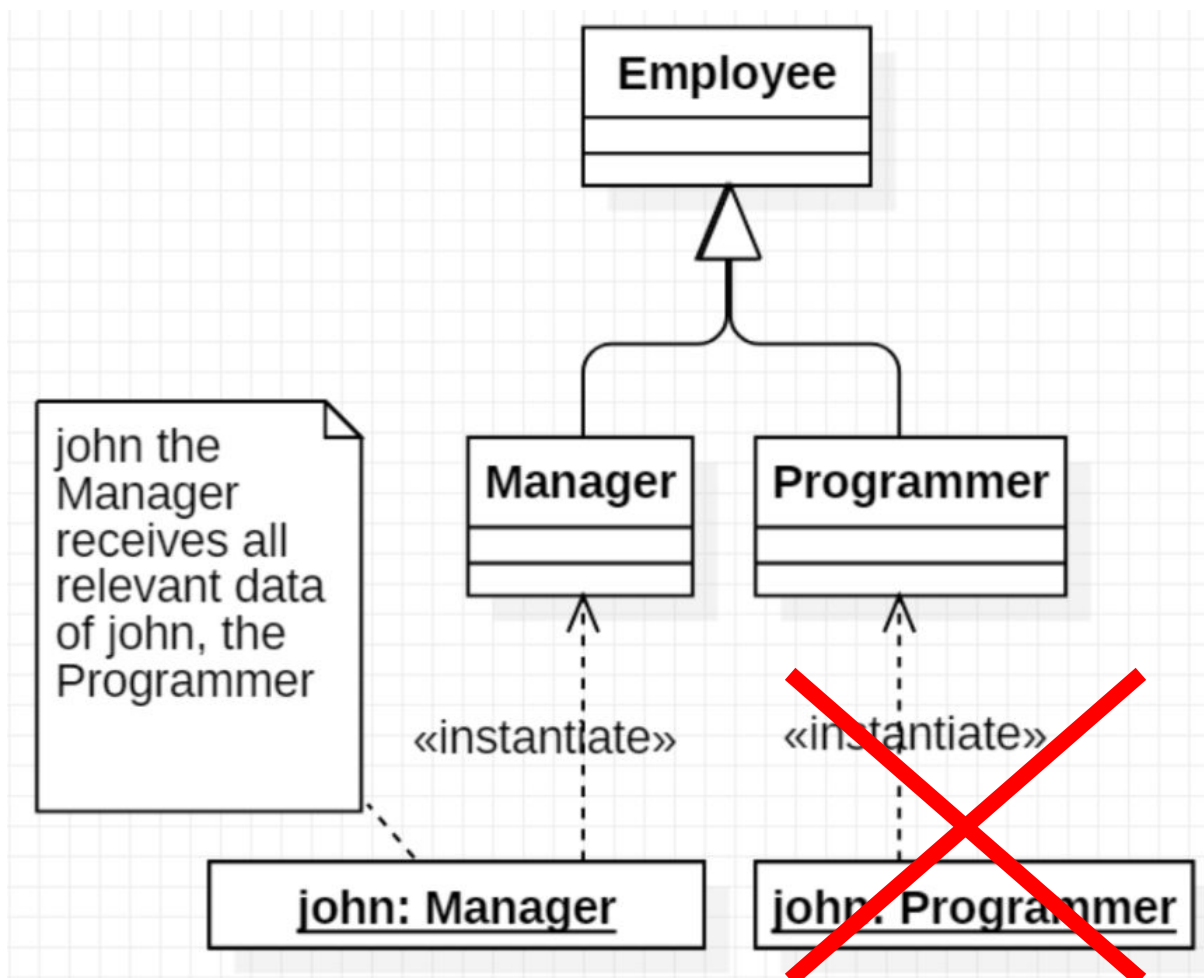 Employee
john the
Manager
receives all
relevant data
of john, the
Programmer
Manager
Programmer
«instantiate»
«instantiate»
john: Manager
john: Programmer